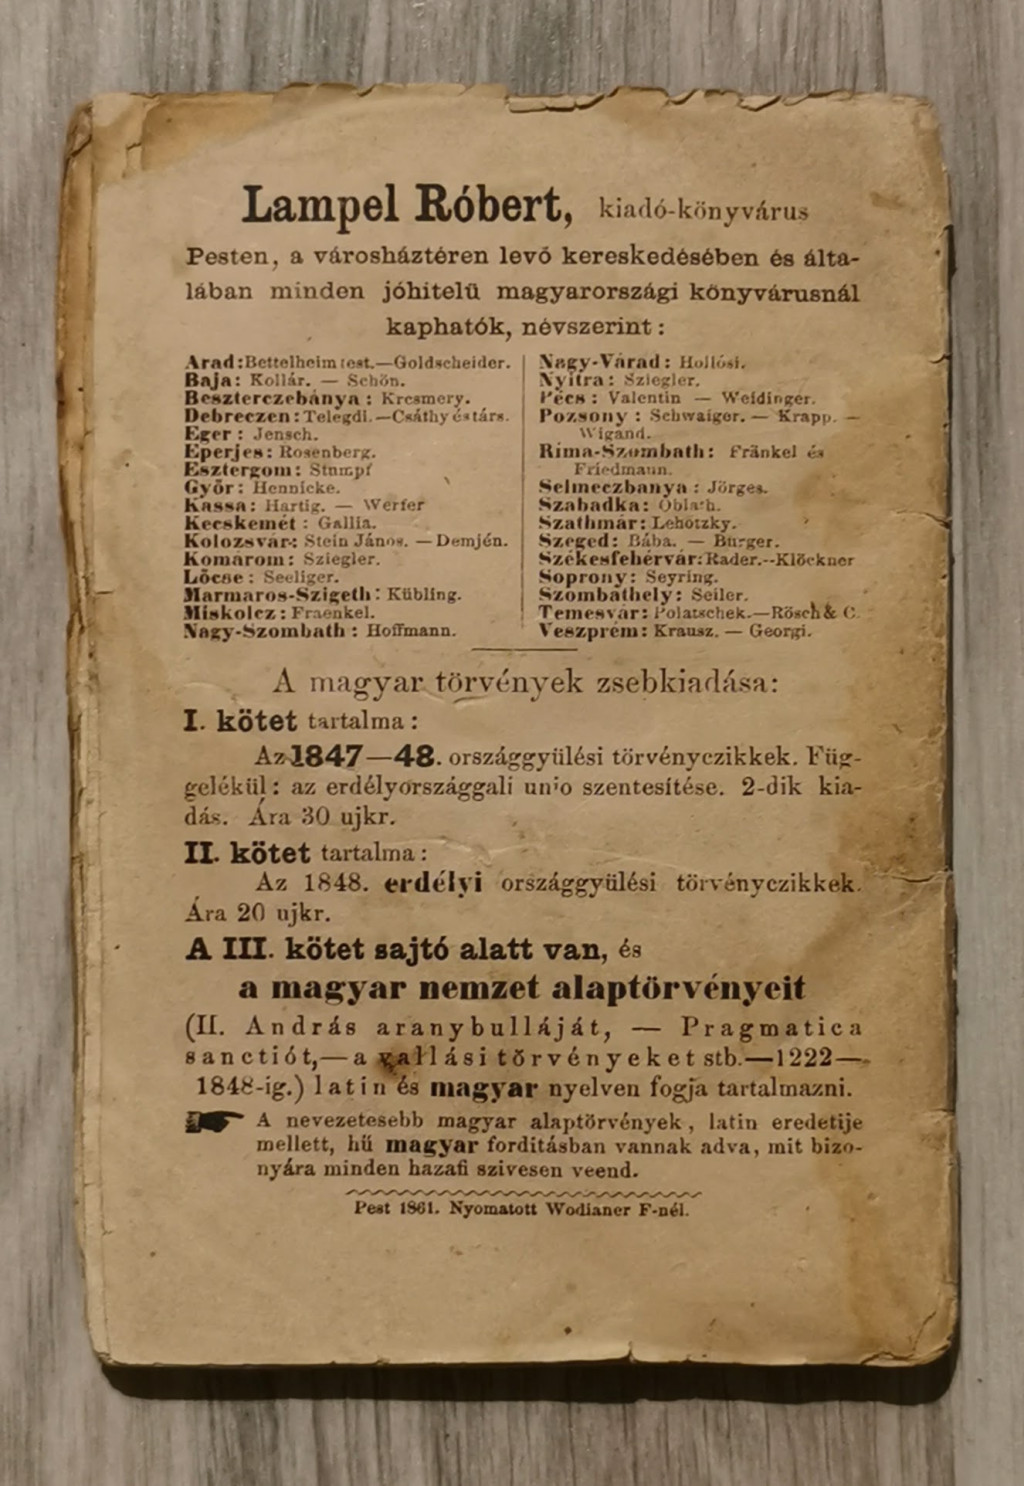 Lampel Róbert, kiadó-könyvárus
Pesten, a városháztéren levő kereskedésében és álta-
lában minden jóhitelű magyarországi könyvárusnál
kaphatók, névszerint:
Arad: Bettelheim test.—Goldscheider.
Baja: Kollár. — Schön.
Beszterczebánya: Krcsmery.
Debreczen: Telegdi.—Csáthy és társ.
Eger: Jensch.
Eperjes: Rosenberg.
Esztergom: Stumpf
Győr: Hennicke.
Kassa: Hartig. — Werfer
Kecskemét: Gallia.
Kolozsvár: Stein János. — Demjén.
Komárom: Sziegler.
Lőcse: Seeliger.
Marmaros-Szigeth: Kübling.
Miskolcz: Fraenkel.
Nagy-Szombath: Hoffmann.
Nagy-Várad: Hollósi.
Nyitra: Sziegler.
Pécs: Valentin — Weidinger.
Pozsony: Schwaiger. — Krapp. —
Wigand.
Rima-Szombath: Fränkel és
Friedmann.
Selmeczbanya: Jörges.
Szabadka: Oblath.
Szathmár: Lehotzky.
Szeged: Bába. — Burger.
Székesfehérvár: Rader.--Klöckner
Soprony: Seyring.
Szombáthely: Seiler.
Temesvár: Polatschek.—Rösch & C.
Veszprém: Krausz. — Georgi.
A magyar törvények zsebkiadása:
I. kötet tartalma:
Az 1847—48. országgyülési törvényczikkek. Füg-
gelékül: az erdélyországgali unio szentesítése. 2-dik kia-
dás. Ára 30 ujkr.
II. kötet tartalma:
Az 1848. erdélyi országgyülési törvényczikkek.
Ára 20 ujkr.
A III. kötet sajtó alatt van, és
a magyar nemzet alaptörvényeit
(II. András aranybulláját, — Pragmatica
sanctiót,—a vallási törvényeket stb.—1222—
1848-ig.) latin és magyar nyelven fogja tartalmazni.
☛ A nevezetesebb magyar alaptörvények, latin eredetije
mellett, hű magyar forditásban vannak adva, mit bizo-
nyára minden hazafi szivesen veend.
Pest 1861. Nyomatott Wodianer F-nél.